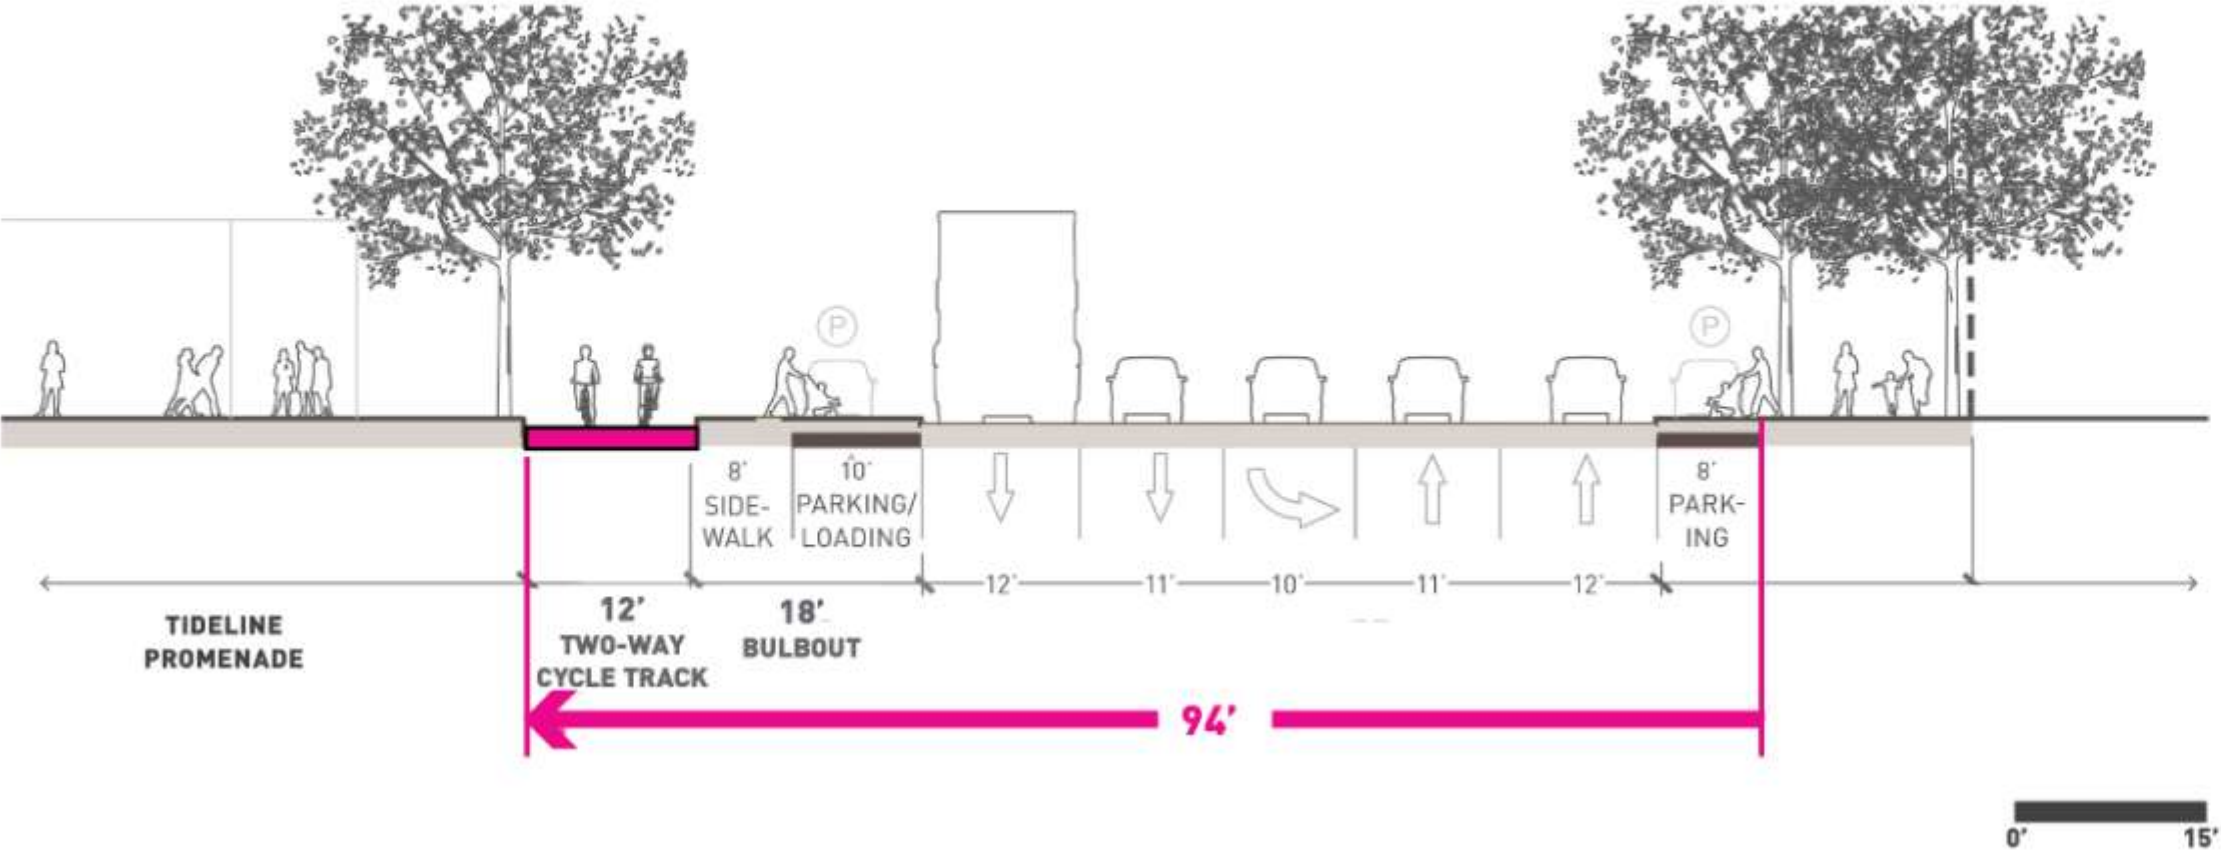 P
P
8'
SIDE-
WALK
10'
PARKING/
LOADING
8'
PARK-
ING
12'
11'
10'
11'
12'
TIDELINE
PROMENADE
12'
TWO-WAY
CYCLE TRACK
18'
BULBOUT
94'
0'
15'